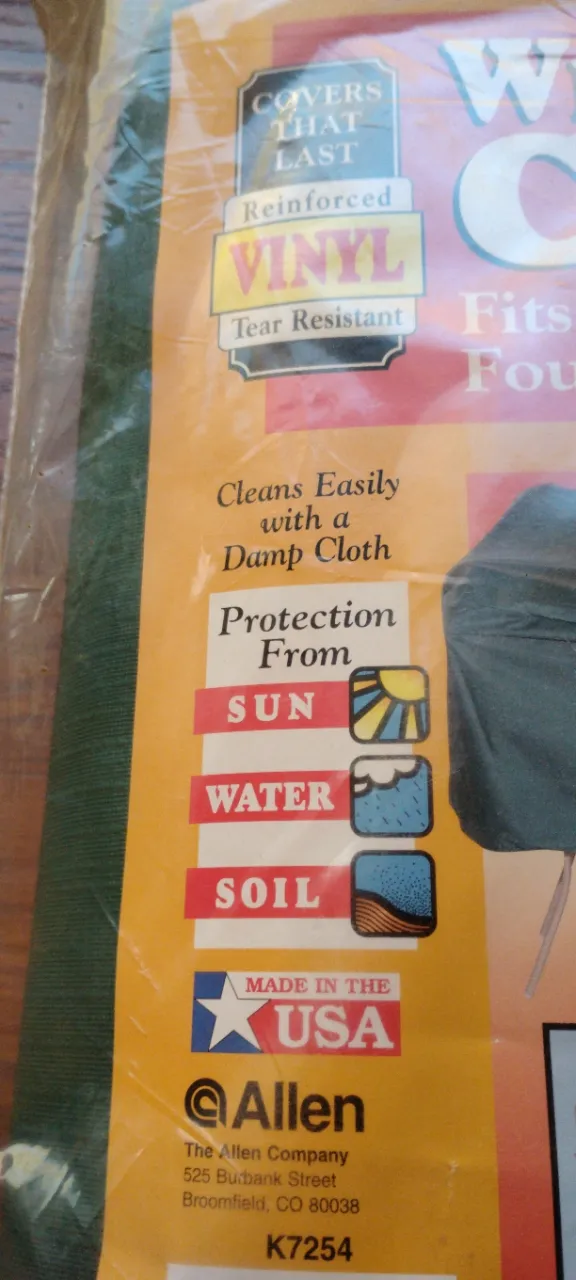 COVERS
THAT
LAST
Reinforced
VINYL
Tear Resistant
Fits
Fou
Cleans Easily
with a
Damp Cloth
Protection
From
SUN
WATER
SOIL
MADE IN THE
USA
Allen
The Allen Company
525 Burbank Street
Broomfield, CO 80038
K7254